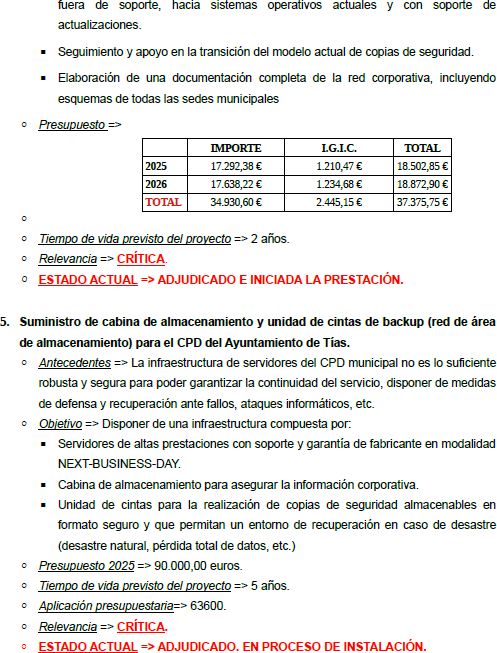 fuera de soporte, hacia sistemas operativos actuales y con soporte de
actualizaciones.
▪ Seguimiento y apoyo en la transición del modelo actual de copias de seguridad.
▪ Elaboración de una documentación completa de la red corporativa, incluyendo
esquemas de todas las sedes municipales
○ Presupuesto =>
IMPORTE I.G.I.C. TOTAL
2025 17.292,38 € 1.210,47 € 18.502,85 €
2026 17.638,22 € 1.234,68 € 18.872,90 €
TOTAL 34.930,60 € 2.445,15 € 37.375,75 €
○
○ Tiempo de vida previsto del proyecto => 2 años.
○ Relevancia => CRÍTICA.
○ ESTADO ACTUAL => ADJUDICADO E INICIADA LA PRESTACIÓN.
5. Suministro de cabina de almacenamiento y unidad de cintas de backup (red de área
de almacenamiento) para el CPD del Ayuntamiento de Tías.
○ Antecedentes => La infraestructura de servidores del CPD municipal no es lo suficiente
robusta y segura para poder garantizar la continuidad del servicio, disponer de medidas
de defensa y recuperación ante fallos, ataques informáticos, etc.
○ Objetivo => Disponer de una infraestructura compuesta por:
▪ Servidores de altas prestaciones con soporte y garantía de fabricante en modalidad
NEXT-BUSINESS-DAY.
▪ Cabina de almacenamiento para asegurar la información corporativa.
▪ Unidad de cintas para la realización de copias de seguridad almacenables en
formato seguro y que permitan un entorno de recuperación en caso de desastre
(desastre natural, pérdida total de datos, etc.)
○ Presupuesto 2025 => 90.000,00 euros.
○ Tiempo de vida previsto del proyecto => 5 años.
○ Aplicación presupuestaria=> 63600.
○ Relevancia => CRÍTICA.
○ ESTADO ACTUAL => ADJUDICADO. EN PROCESO DE INSTALACIÓN.